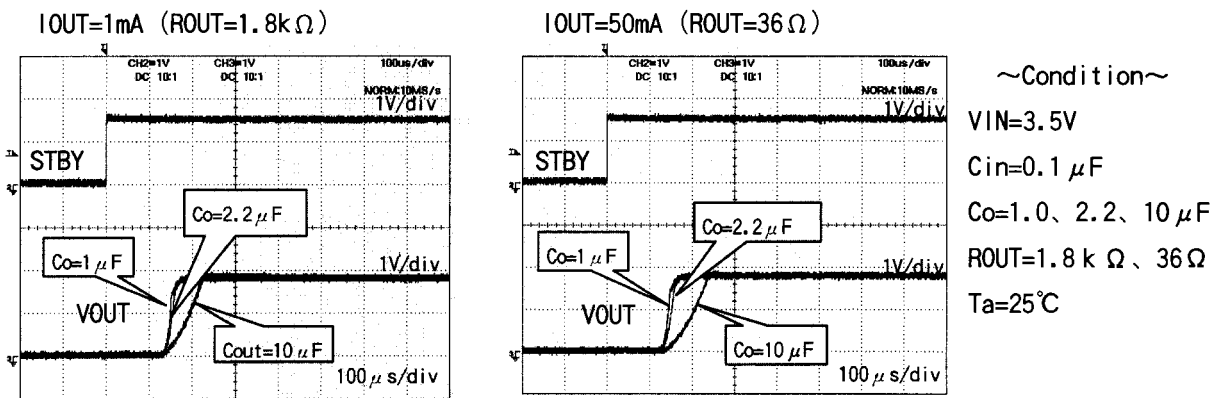 IOUT=1mA (ROUT=1.8kΩ)
CH2=1V
DC 10:1
CH3=1V
DC 10:1
100us/div
NORM:10MS/s
1V/div
STBY
Co=2.2μF
Co=1μF
1V/div
VOUT
Cout=10μF
100μs/div
IOUT=50mA (ROUT=36Ω)
CH2=1V
DC 10:1
CH3=1V
DC 10:1
100us/div
NORM:10MS/s
1V/div
STBY
Co=2.2μF
Co=1μF
1V/div
VOUT
Co=10μF
100μs/div
～Condition～
VIN=3.5V
Cin=0.1μF
Co=1.0、2.2、10μF
ROUT=1.8kΩ、36Ω
Ta=25℃